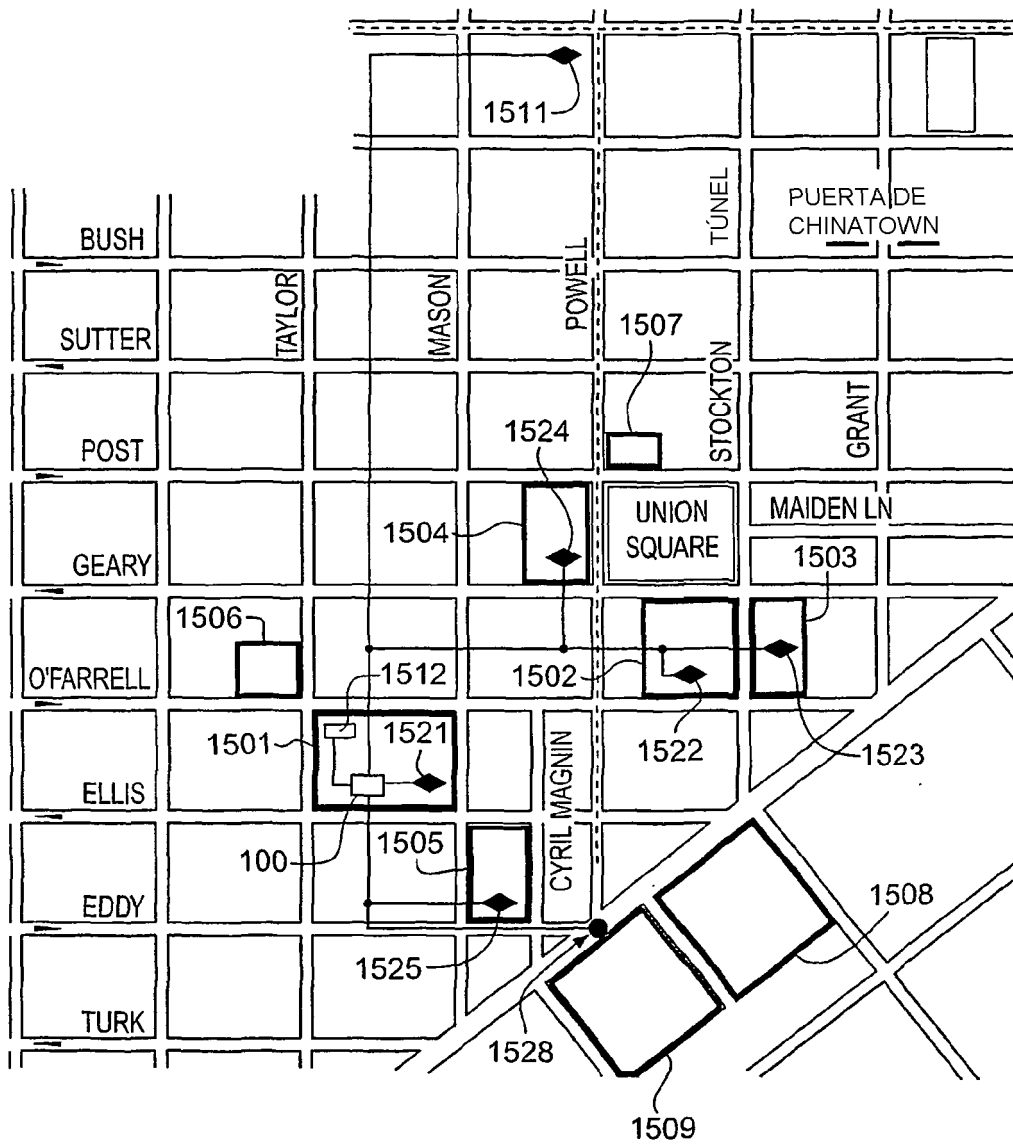 1511
TÚNEL
PUERTA DE
CHINATOWN
BUSH
TAYLOR
MASON
POWELL
SUTTER
1507
STOCKTON
GRANT
POST
1524
1504
UNION
SQUARE
MAIDEN LN
GEARY
1503
1506
1512
1502
O'FARRELL
1501
1521
1522
1523
ELLIS
CYRIL MAGNIN
100
1505
EDDY
1508
1525
TURK
1528
1509